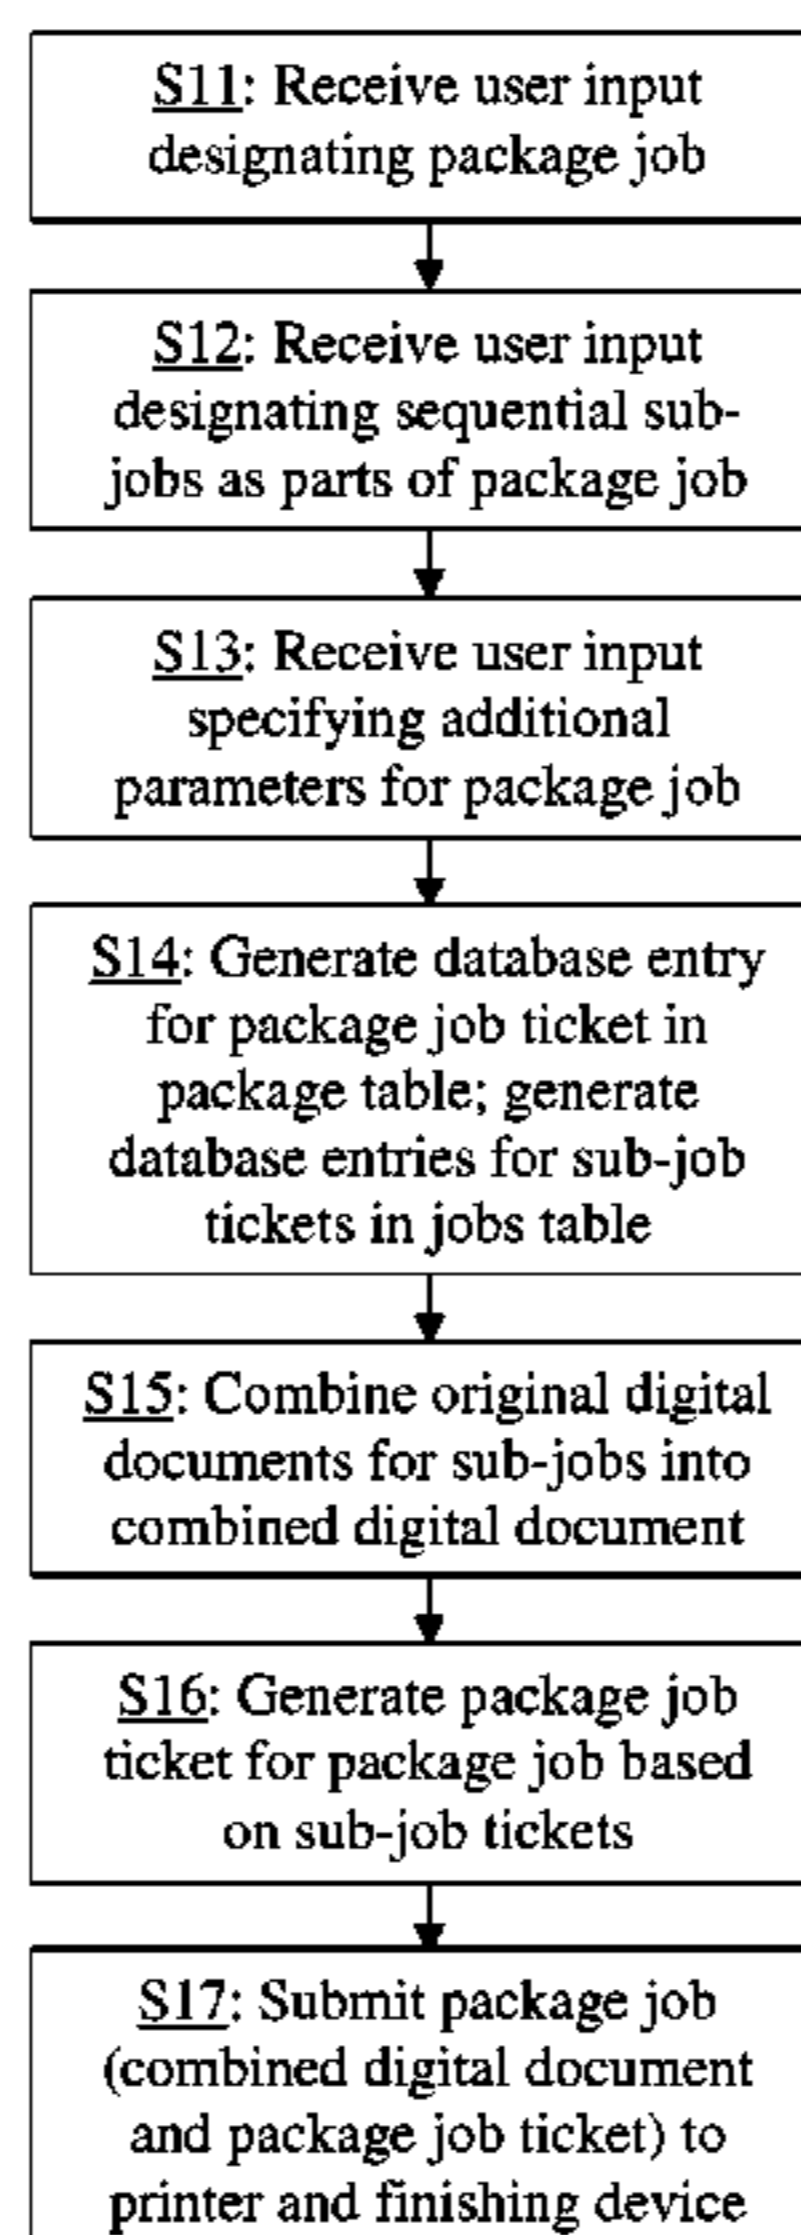 S11: Receive user input
designating package job
S12: Receive user input
designating sequential sub-
jobs as parts of package job
S13: Receive user input
specifying additional
parameters for package job
S14: Generate database entry
for package job ticket in
package table; generate
database entries for sub-job
tickets in jobs table
S15: Combine original digital
documents for sub-jobs into
combined digital document
S16: Generate package job
ticket for package job based
on sub-job tickets
S17: Submit package job
(combined digital document
and package job ticket) to
printer and finishing device